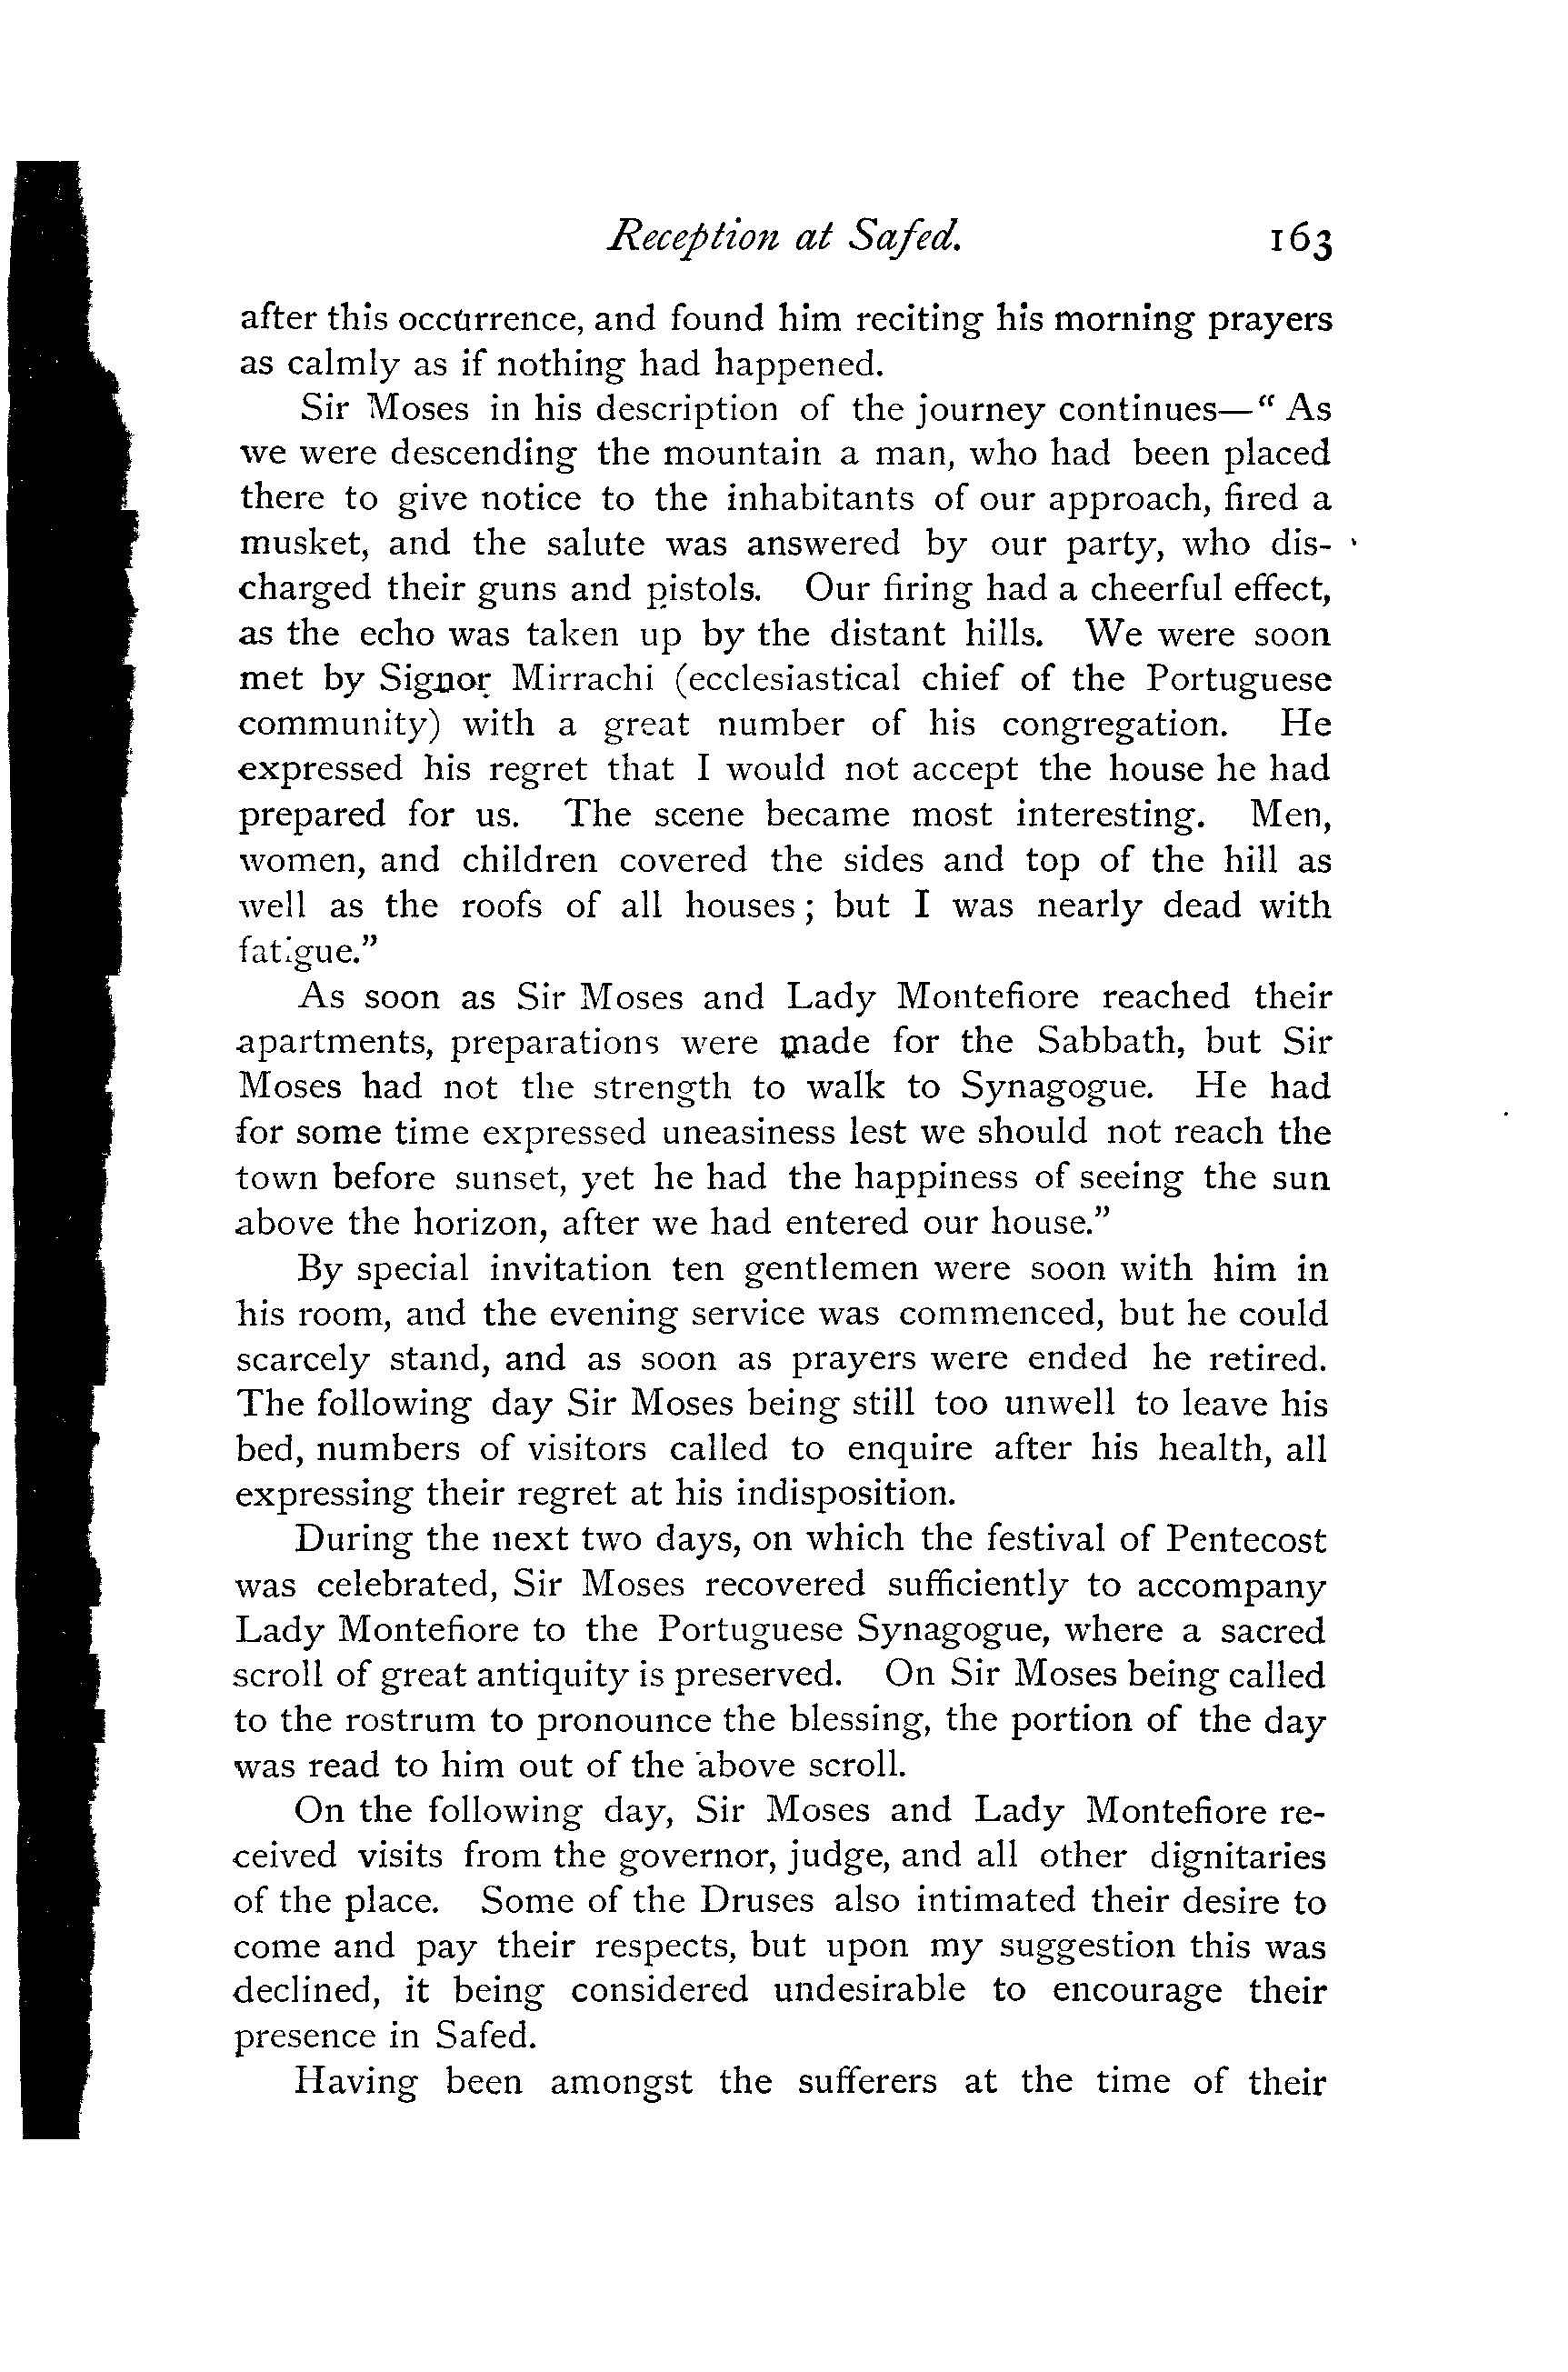 Reception at Safed. 163
after this occurrence, and found him reciting his morning prayers
as calmly as if nothing had happened.
Sir Moses in his description of the journey continues—“ As
we were descending the mountain a man, who had been placed
there to give notice to the inhabitants of our approach, fired a
musket, and the salute was answered by our party, who dis-
charged their guns and pistols. Our firing had a cheerful effect,
as the echo was taken up by the distant hills. We were soon
met by Signor Mirrachi (ecclesiastical chief of the Portuguese
community) with a great number of his congregation. He
expressed his regret that I would not accept the house he had
prepared for us. The scene became most interesting. Men,
women, and children covered the sides and top of the hill as
well as the roofs of all houses; but I was nearly dead with
fatigue.”
As soon as Sir Moses and Lady Montefiore reached their
apartments, preparations were made for the Sabbath, but Sir
Moses had not the strength to walk to Synagogue. He had
for some time expressed uneasiness lest we should not reach the
town before sunset, yet he had the happiness of seeing the sun
above the horizon, after we had entered our house.”
By special invitation ten gentlemen were soon with him in
his room, and the evening service was commenced, but he could
scarcely stand, and as soon as prayers were ended he retired.
The following day Sir Moses being still too unwell to leave his
bed, numbers of visitors called to enquire after his health, all
expressing their regret at his indisposition.
During the next two days, on which the festival of Pentecost
was celebrated, Sir Moses recovered sufficiently to accompany
Lady Montefiore to the Portuguese Synagogue, where a sacred
scroll of great antiquity is preserved. On Sir Moses being called
to the rostrum to pronounce the blessing, the portion of the day
was read to him out of the above scroll.
On the following day, Sir Moses and Lady Montefiore re-
ceived visits from the governor, judge, and all other dignitaries
of the place. Some of the Druses also intimated their desire to
come and pay their respects, but upon my suggestion this was
declined, it being considered undesirable to encourage their
presence in Safed.
Having been amongst the sufferers at the time of their